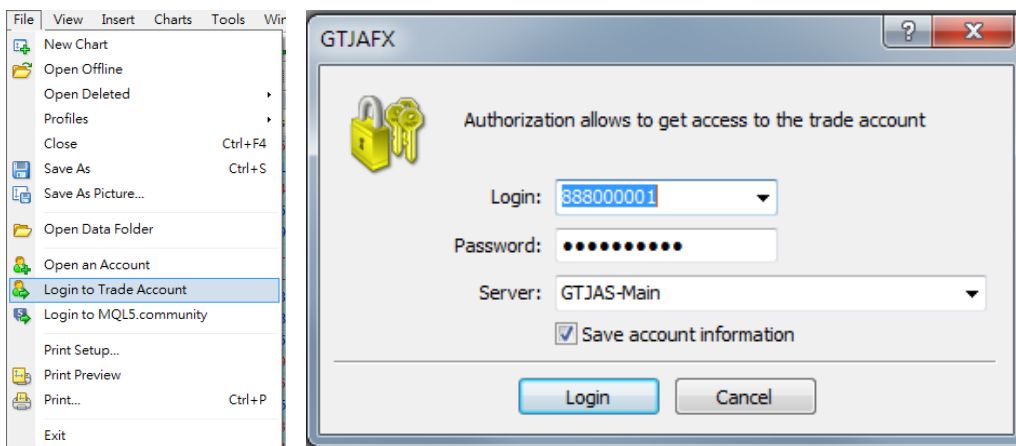 File View Insert Charts Tools
New Chart
Open Offline
Open Deleted
Profiles
Close Ctrl+F4
Save As Ctrl+S
Save As Picture...
Open Data Folder
Open an Account
Login to Trade Account
Login to MQL5.community
Print Setup...
Print Preview
Print... Ctrl+P
Exit
GTJAFX
Authorization allows to get access to the trade account
Login: 888000001
Password: ●●●●●●●●●●
Server: GTJAS-Main
Save account information
Login Cancel